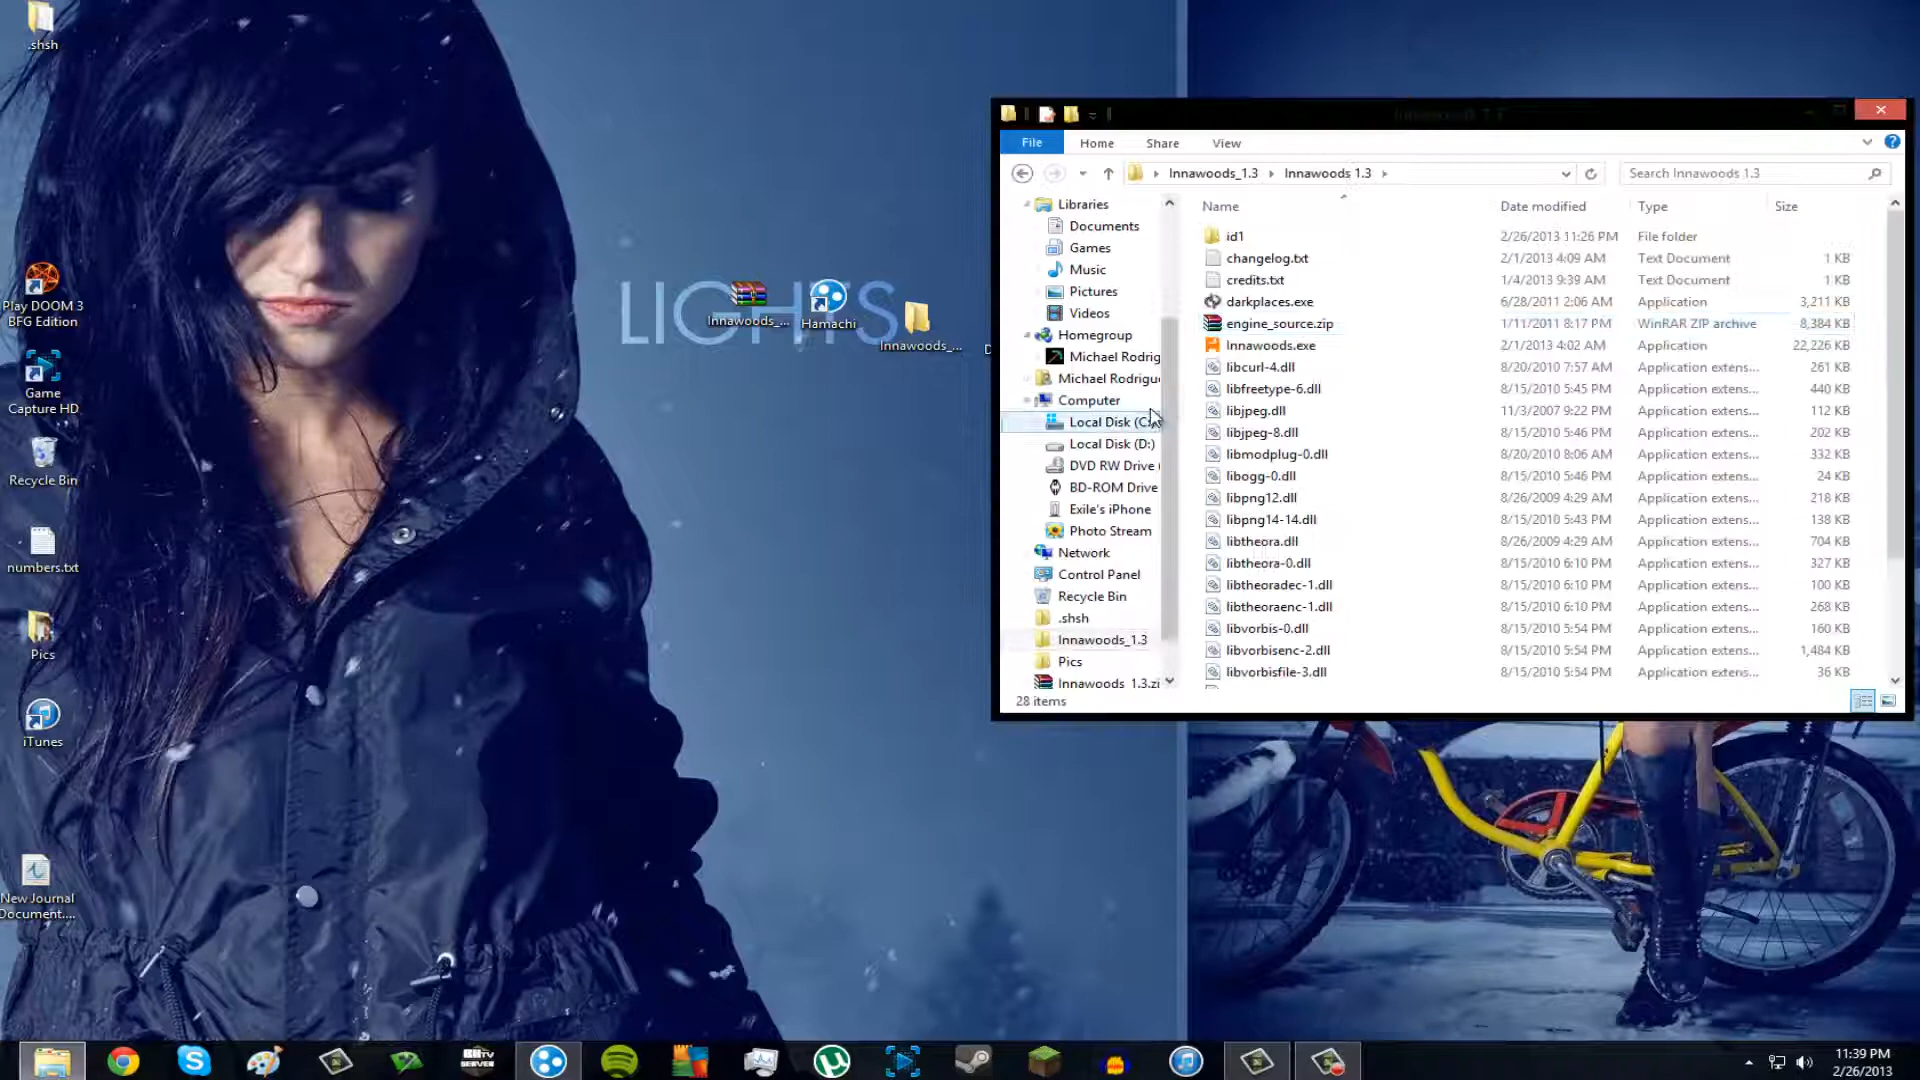 .shsh
Play DOOM 3
BFG Edition
Game
Capture HD
Recycle Bin
numbers.txt
Pics
iTunes
New Journal
Document....
LIGHTS
Innawoods_...
Hamachi
Innawoods_...
File
Home
Share
View
Innawoods_1.3
Innawoods 1.3
Search Innawoods 1.3
Libraries
Documents
Games
Music
Pictures
Videos
Homegroup
Michael Rodrig
Michael Rodrigu
Computer
Local Disk (C:
Local Disk (D:)
DVD RW Drive (
BD-ROM Drive
Exile's iPhone
Photo Stream
Network
Control Panel
Recycle Bin
.shsh
Innawoods_1.3
Pics
Innawoods 1.3.zi
Name Date modified Type Size
id1 2/26/2013 11:26 PM File folder
changelog.txt 2/1/2013 4:09 AM Text Document 1 KB
credits.txt 1/4/2013 9:39 AM Text Document 1 KB
darkplaces.exe 6/28/2011 2:06 AM Application 3,211 KB
engine_source.zip 1/11/2011 8:17 PM WinRAR ZIP archive 8,384 KB
Innawoods.exe 2/1/2013 4:02 AM Application 22,226 KB
libcurl-4.dll 8/20/2010 7:57 AM Application extens... 261 KB
libfreetype-6.dll 8/15/2010 5:45 PM Application extens... 440 KB
libjpeg.dll 11/3/2007 9:22 PM Application extens... 112 KB
libjpeg-8.dll 8/15/2010 5:46 PM Application extens... 202 KB
libmodplug-0.dll 8/20/2010 8:06 AM Application extens... 332 KB
libogg-0.dll 8/15/2010 5:46 PM Application extens... 24 KB
libpng12.dll 8/26/2009 4:29 AM Application extens... 218 KB
libpng14-14.dll 8/15/2010 5:43 PM Application extens... 138 KB
libtheora.dll 8/26/2009 4:29 AM Application extens... 704 KB
libtheora-0.dll 8/15/2010 6:10 PM Application extens... 327 KB
libtheoradec-1.dll 8/15/2010 6:10 PM Application extens... 100 KB
libtheoraenc-1.dll 8/15/2010 6:10 PM Application extens... 268 KB
libvorbis-0.dll 8/15/2010 5:54 PM Application extens... 160 KB
libvorbisenc-2.dll 8/15/2010 5:54 PM Application extens... 1,484 KB
libvorbisfile-3.dll 8/15/2010 5:54 PM Application extens... 36 KB
28 items
BHTV
SERVER
11:39 PM
2/26/2013